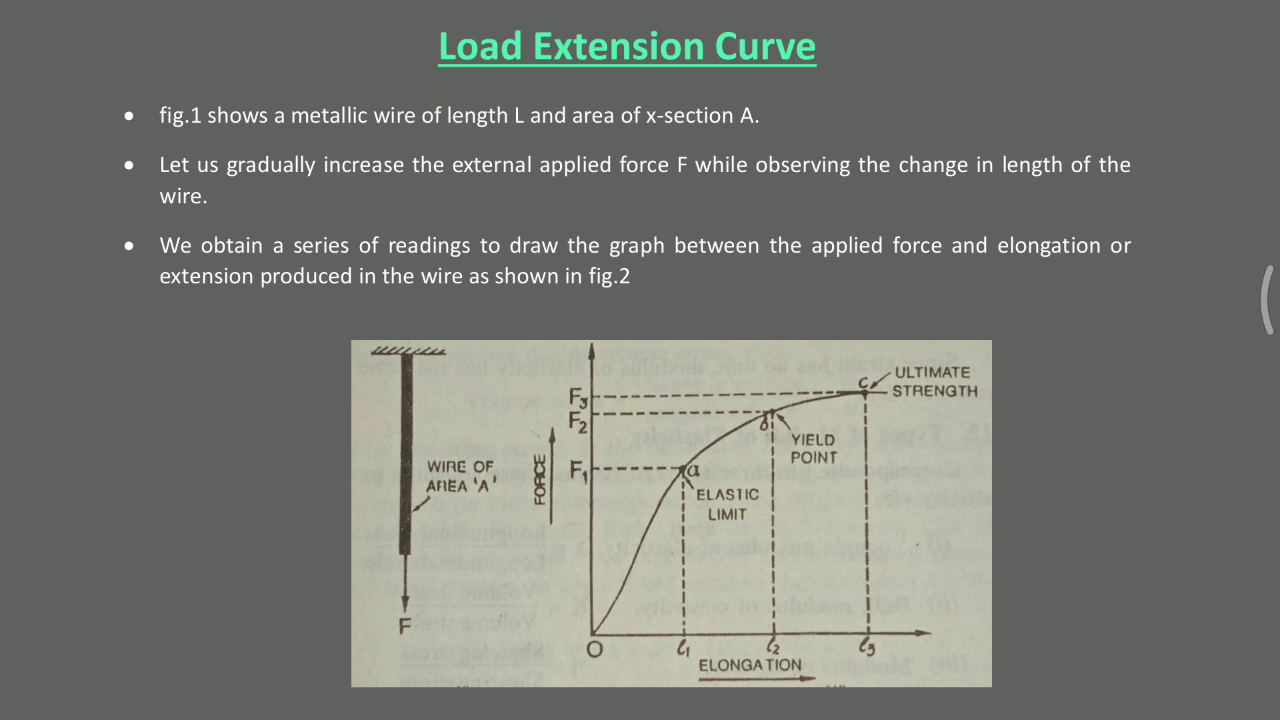 Load Extension Curve
• fig.1 shows a metallic wire of length L and area of x-section A.
• Let us gradually increase the external applied force F while observing the change in length of the
wire.
• We obtain a series of readings to draw the graph between the applied force and elongation or
extension produced in the wire as shown in fig.2
WIRE OF
AREA 'A'
F
FORCE
F3
F2
F1
c
ULTIMATE
STRENGTH
b
YIELD
POINT
a
ELASTIC
LIMIT
O
l1
l2
l3
ELONGATION